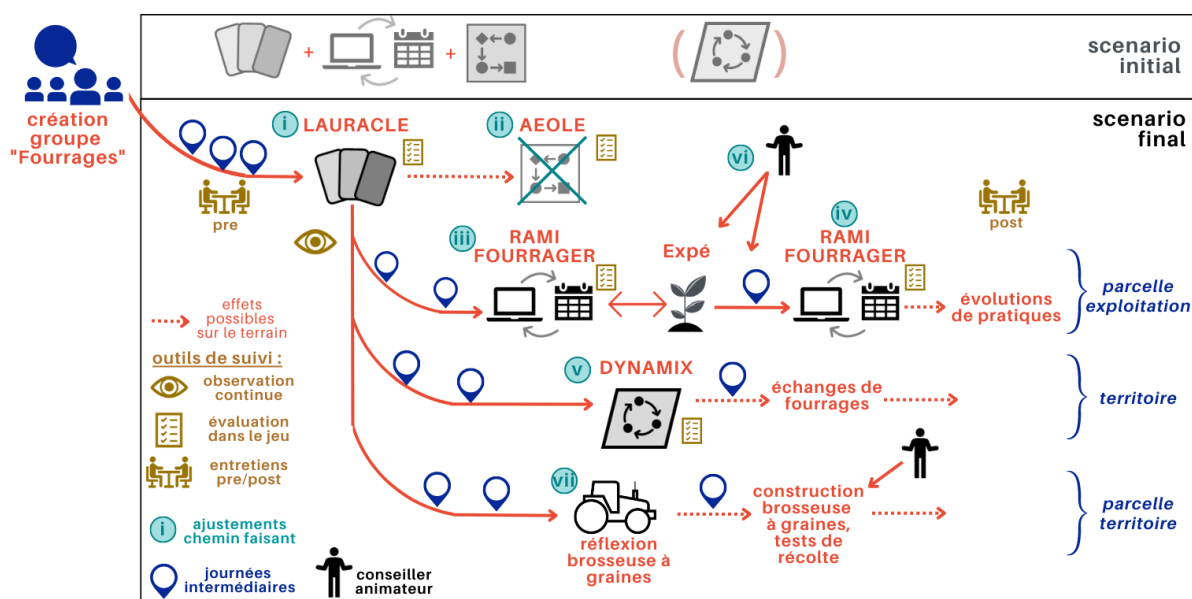 scenario
initial
création
groupe
"Fourrages"
scenario
final
i
LAURACLE
ii
AEOLE
vi
pre
iii
RAMI
FOURRAGER
Expé
iv
RAMI
FOURRAGER
post
évolutions
de pratiques
parcelle
exploitation
effets
possibles
sur le terrain
outils de suivi :
observation
continue
évaluation
dans le jeu
entretiens
pre/post
v
DYNAMIX
échanges de
fourrages
territoire
vii
réflexion
brosseuse à
graines
construction
brosseuse
à graines,
tests de
récolte
parcelle
territoire
i
ajustements
chemin faisant
journées
intermédiaires
conseiller
animateur